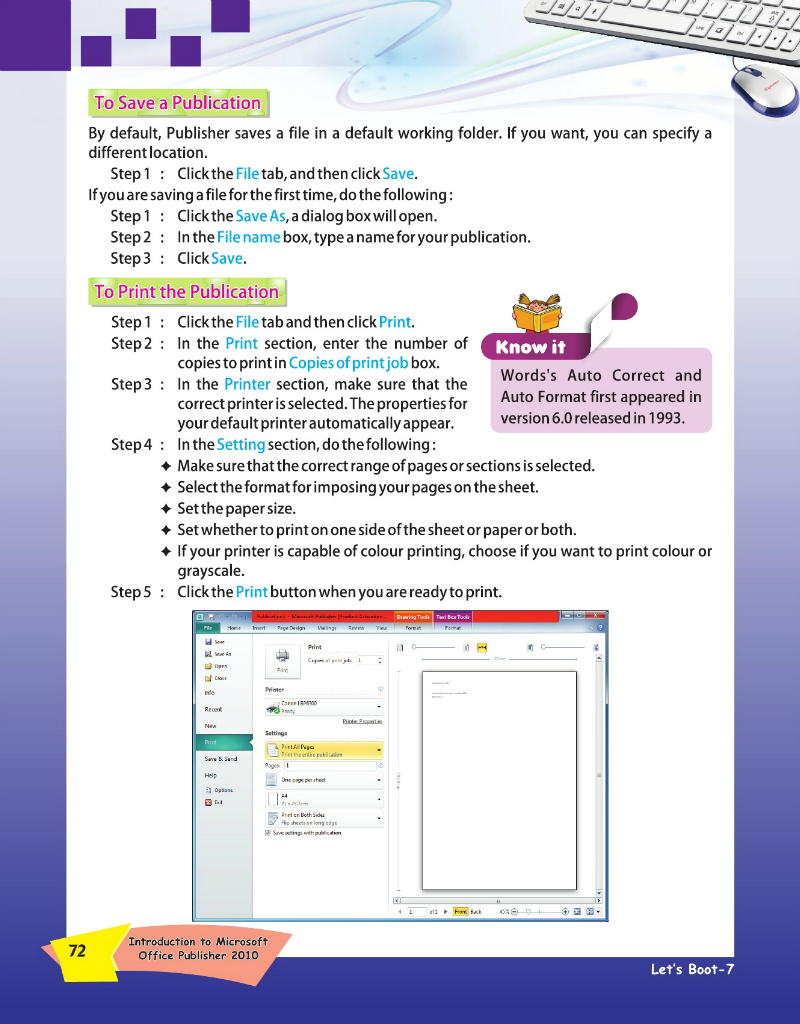 To Save a Publication
By default, Publisher saves a file in a default working folder. If you want, you can specify a
different location.
Step 1 : Click the File tab, and then click Save.
If you are saving a file for the first time, do the following :
Step 1 : Click the Save As, a dialog box will open.
Step 2 : In the File name box, type a name for your publication.
Step 3 : Click Save.
To Print the Publication
Step 1 : Click the File tab and then click Print.
Step 2 : In the Print section, enter the number of
copies to print in Copies of print job box.
Step 3 : In the Printer section, make sure that the
correct printer is selected. The properties for
your default printer automatically appear.
Know it
Words's Auto Correct and
Auto Format first appeared in
version 6.0 released in 1993.
Step 4 : In the Setting section, do the following :
✦ Make sure that the correct range of pages or sections is selected.
✦ Select the format for imposing your pages on the sheet.
✦ Set the paper size.
✦ Set whether to print on one side of the sheet or paper or both.
✦ If your printer is capable of colour printing, choose if you want to print colour or
grayscale.
Step 5 : Click the Print button when you are ready to print.
Publication1 - Microsoft Publisher (Product Activation... Drawing Tools Text Box Tools
File Home Insert Page Design Mailings Review View Format Format
Save
Save As
Open
Close
Info
Recent
New
Print
Save & Send
Help
Options
Exit
Print
Print
Copies of print job: 1
Printer
Canon LBP6300
Ready
Printer Properties
Settings
Print All Pages
Print the entire publication
Pages: 1
One page per sheet
A4
Print on Both Sides
Flip sheets on long edge
Save settings with publication
1 of 1 Front Back 45%
72
Introduction to Microsoft
Office Publisher 2010
Let's Boot-7